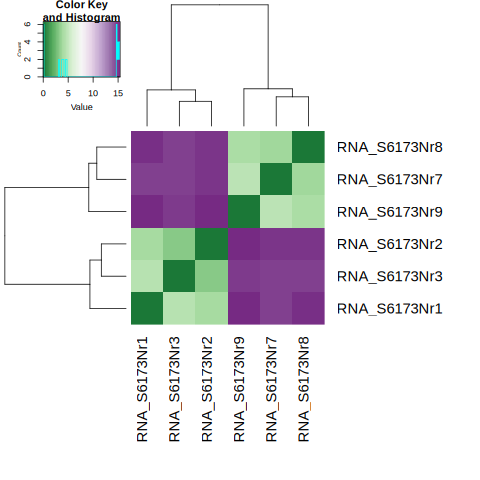 Color Key
and Histogram
Count
0 2 4 6
0 5 10 15
Value
RNA_S6173Nr8
RNA_S6173Nr7
RNA_S6173Nr9
RNA_S6173Nr2
RNA_S6173Nr3
RNA_S6173Nr1
RNA_S6173Nr1
RNA_S6173Nr3
RNA_S6173Nr2
RNA_S6173Nr9
RNA_S6173Nr7
RNA_S6173Nr8